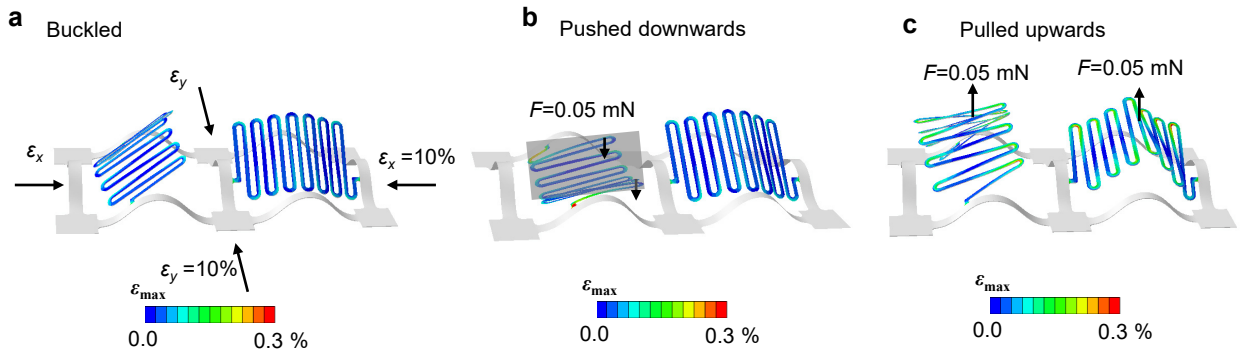 a Buckled
εy
εx
εx =10%
εy =10%
εmax
0.0 0.3 %
b Pushed downwards
F=0.05 mN
εmax
0.0 0.3 %
c Pulled upwards
F=0.05 mN F=0.05 mN
εmax
0.0 0.3 %